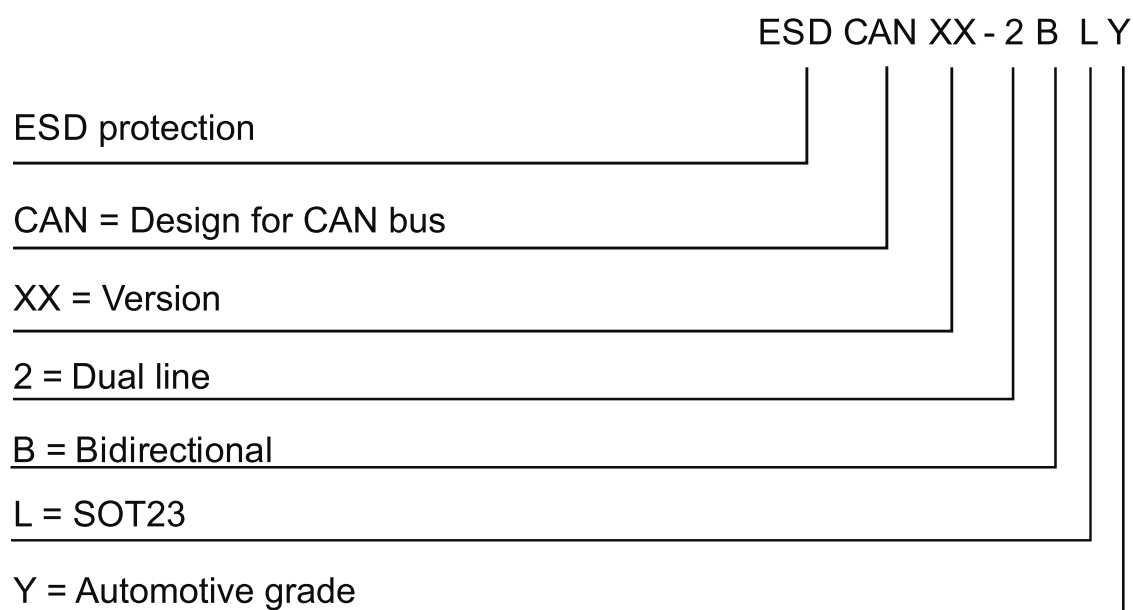 ESD CAN XX - 2 B L Y
ESD protection
CAN = Design for CAN bus
XX = Version
2 = Dual line
B = Bidirectional
L = SOT23
Y = Automotive grade